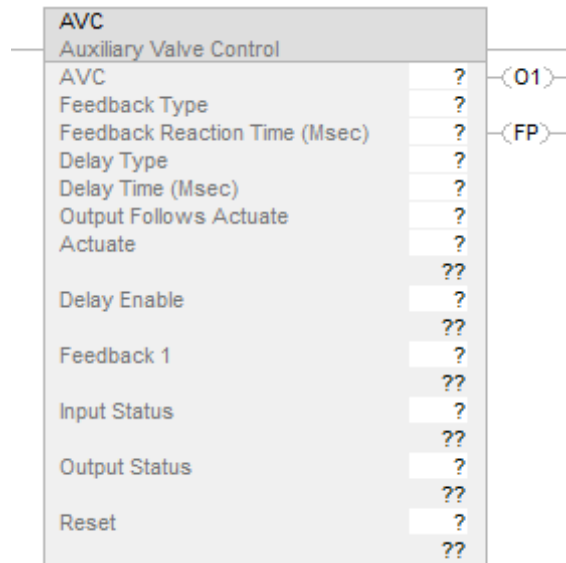 AVC
Auxiliary Valve Control
AVC ? O1
Feedback Type ?
Feedback Reaction Time (Msec) ? FP
Delay Type ?
Delay Time (Msec) ?
Output Follows Actuate ?
Actuate ?
??
Delay Enable ?
??
Feedback 1 ?
??
Input Status ?
??
Output Status ?
??
Reset ?
??